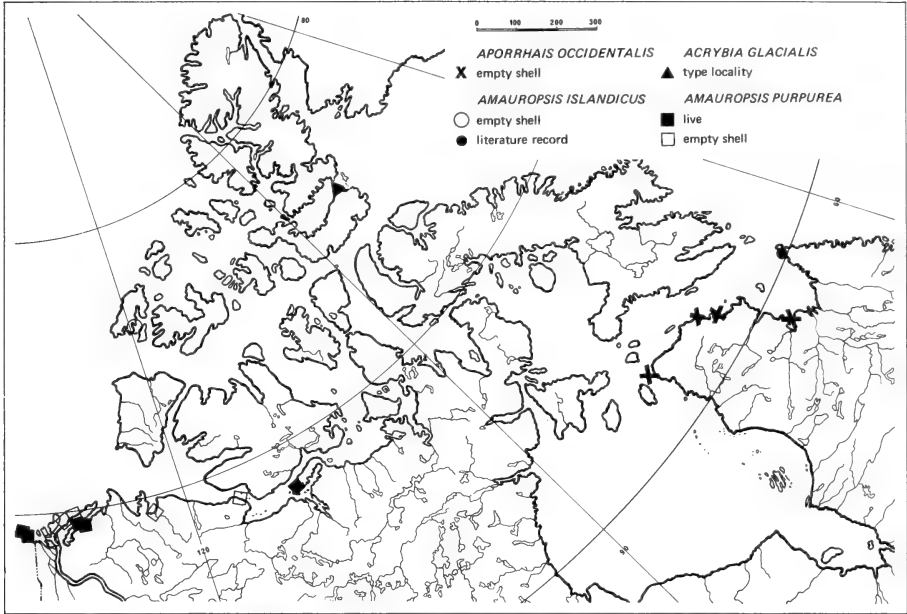 80
0 100 200 300
APORRHAIS OCCIDENTALIS
X empty shell
ACRYBIA GLACIALIS
type locality
AMAUROPSIS ISLANDICUS
empty shell
literature record
AMAUROPSIS PURPUREA
live
empty shell
60
120
90